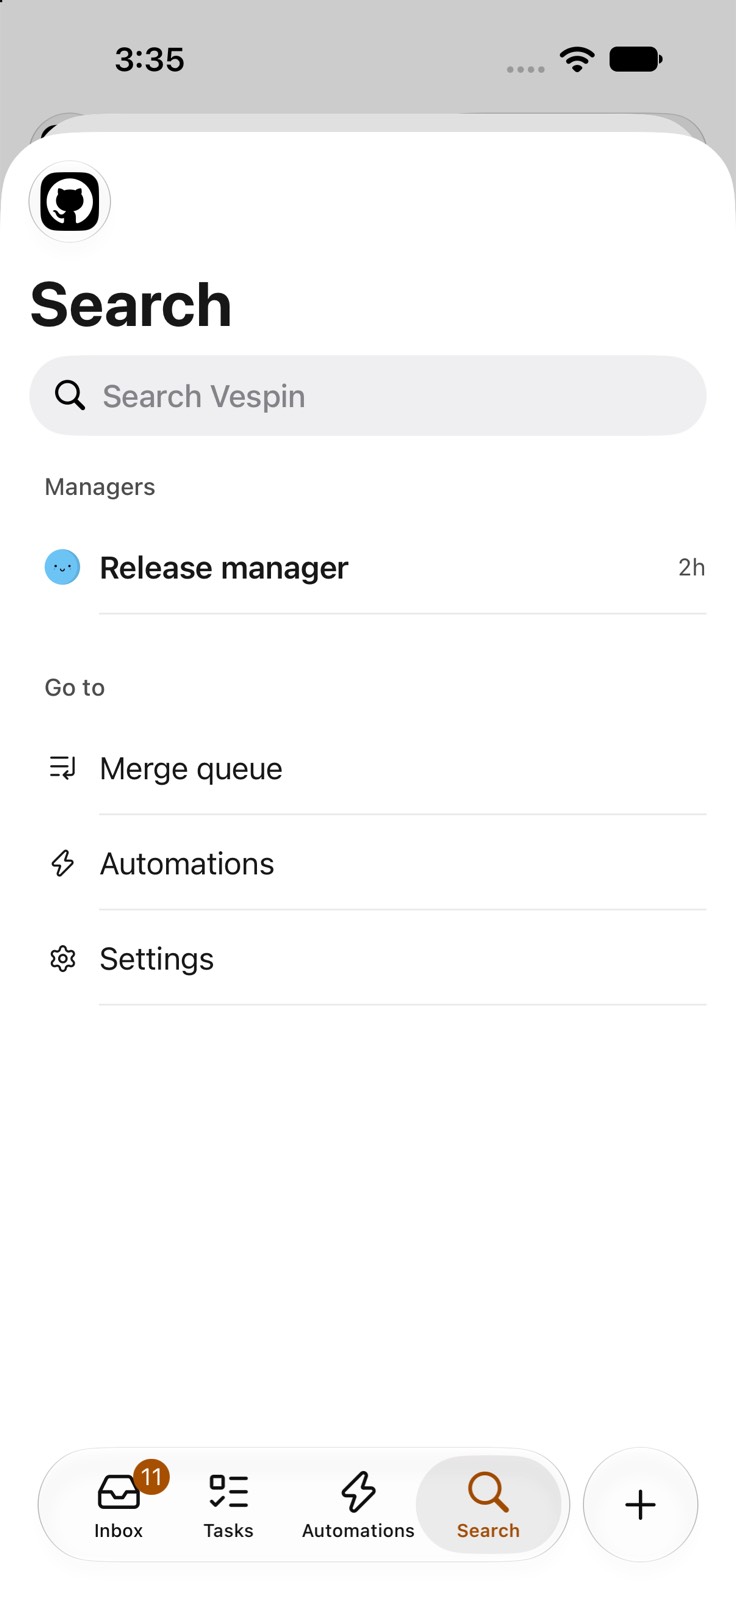 3:35
Search
Search Vespin
Managers
Release manager 2h
Go to
Merge queue
Automations
Settings
11
Inbox Tasks Automations Search